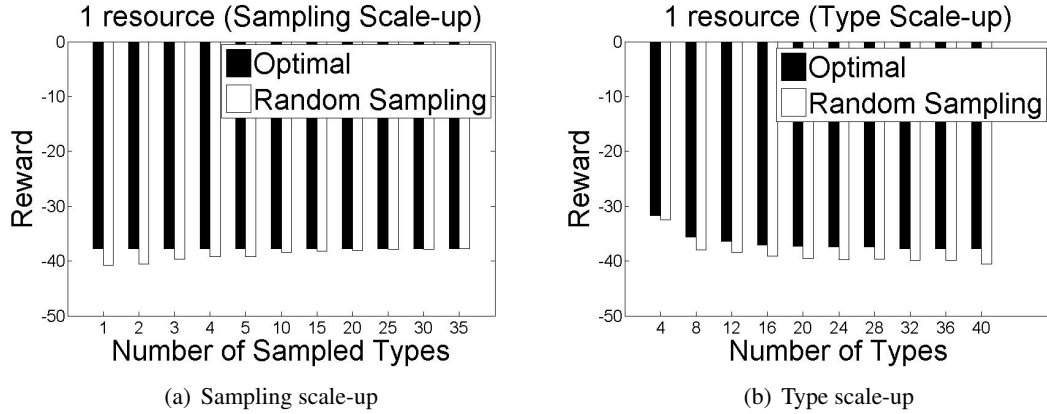 1 resource (Sampling Scale-up)
0
-10
-20
-30
-40
-50
Reward
Optimal
Random Sampling
1 2 3 4 5 10 15 20 25 30 35
Number of Sampled Types
(a) Sampling scale-up
1 resource (Type Scale-up)
0
-10
-20
-30
-40
-50
Reward
Optimal
Random Sampling
4 8 12 16 20 24 28 32 36 40
Number of Types
(b) Type scale-up